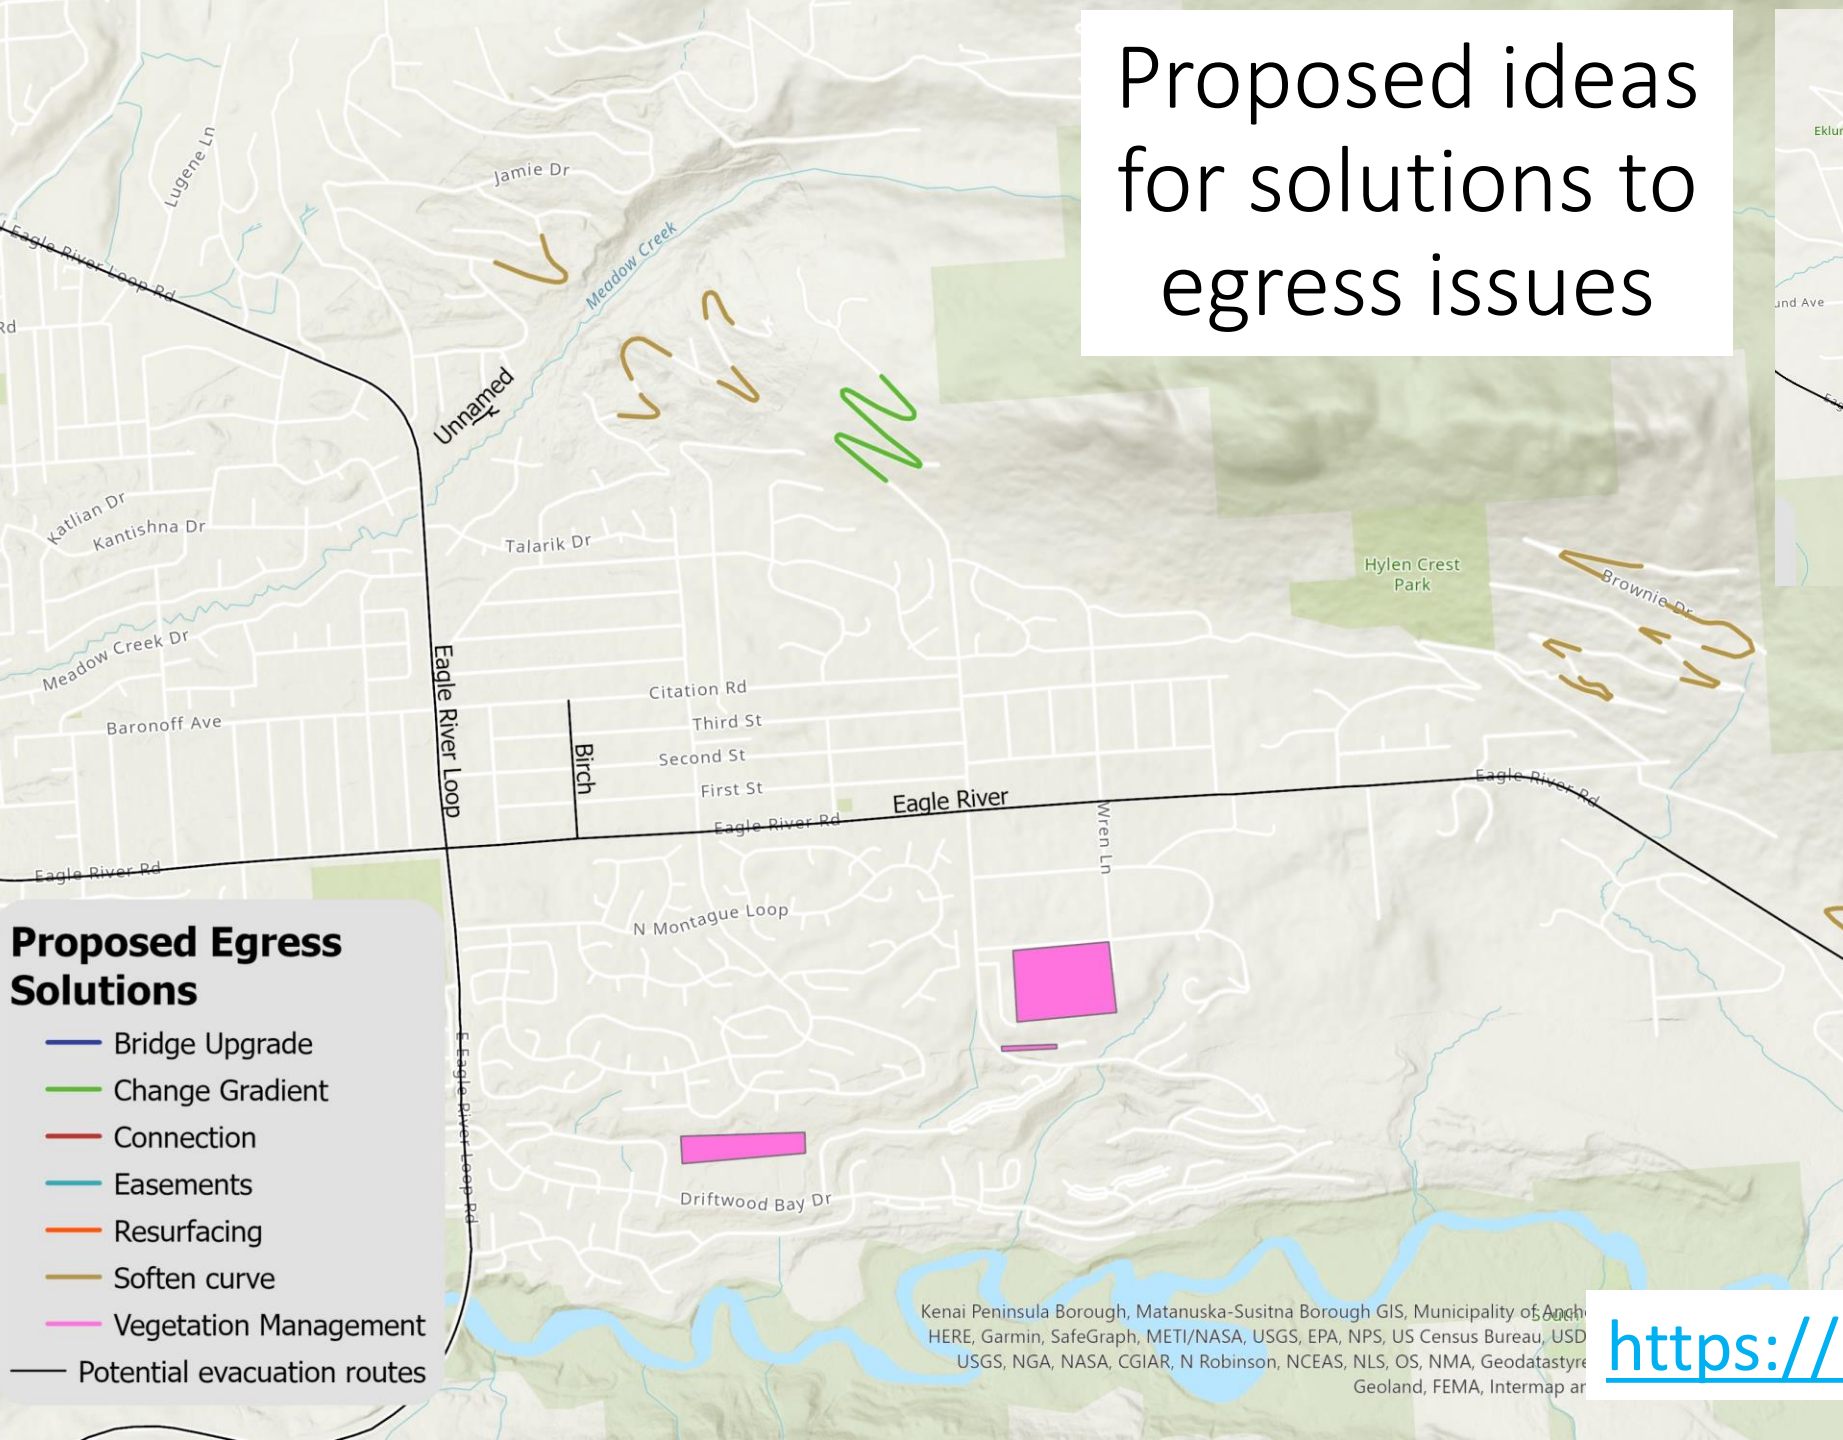 Proposed ideas
for solutions to
egress issues
Lugene Ln
Jamie Dr
Eagle River Loop Rd
Meadow Creek
Rd
Unnamed
Katlian Dr
Kantishna Dr
Talarik Dr
Hylen Crest
Park
Brownie Dr
Meadow Creek Dr
Eagle River Loop
Citation Rd
Baronoff Ave
Third St
Birch
Second St
First St
Eagle River
Eagle River Rd
Eagle River Rd
Wren Ln
Eagle River Rd
N Montague Loop
E Eagle River Loop Rd
Driftwood Bay Dr
Proposed Egress
Solutions
Bridge Upgrade
Change Gradient
Connection
Easements
Resurfacing
Soften curve
Vegetation Management
Potential evacuation routes
Kenai Peninsula Borough, Matanuska-Susitna Borough GIS, Municipality of
HERE, Garmin, SafeGraph, METI/NASA, USGS, EPA, NPS, US Census Bureau, USD
USGS, NGA, NASA, CGIAR, N Robinson, NCEAS, NLS, OS, NMA, Geodatastyre
Geoland, FEMA, Intermap
https://